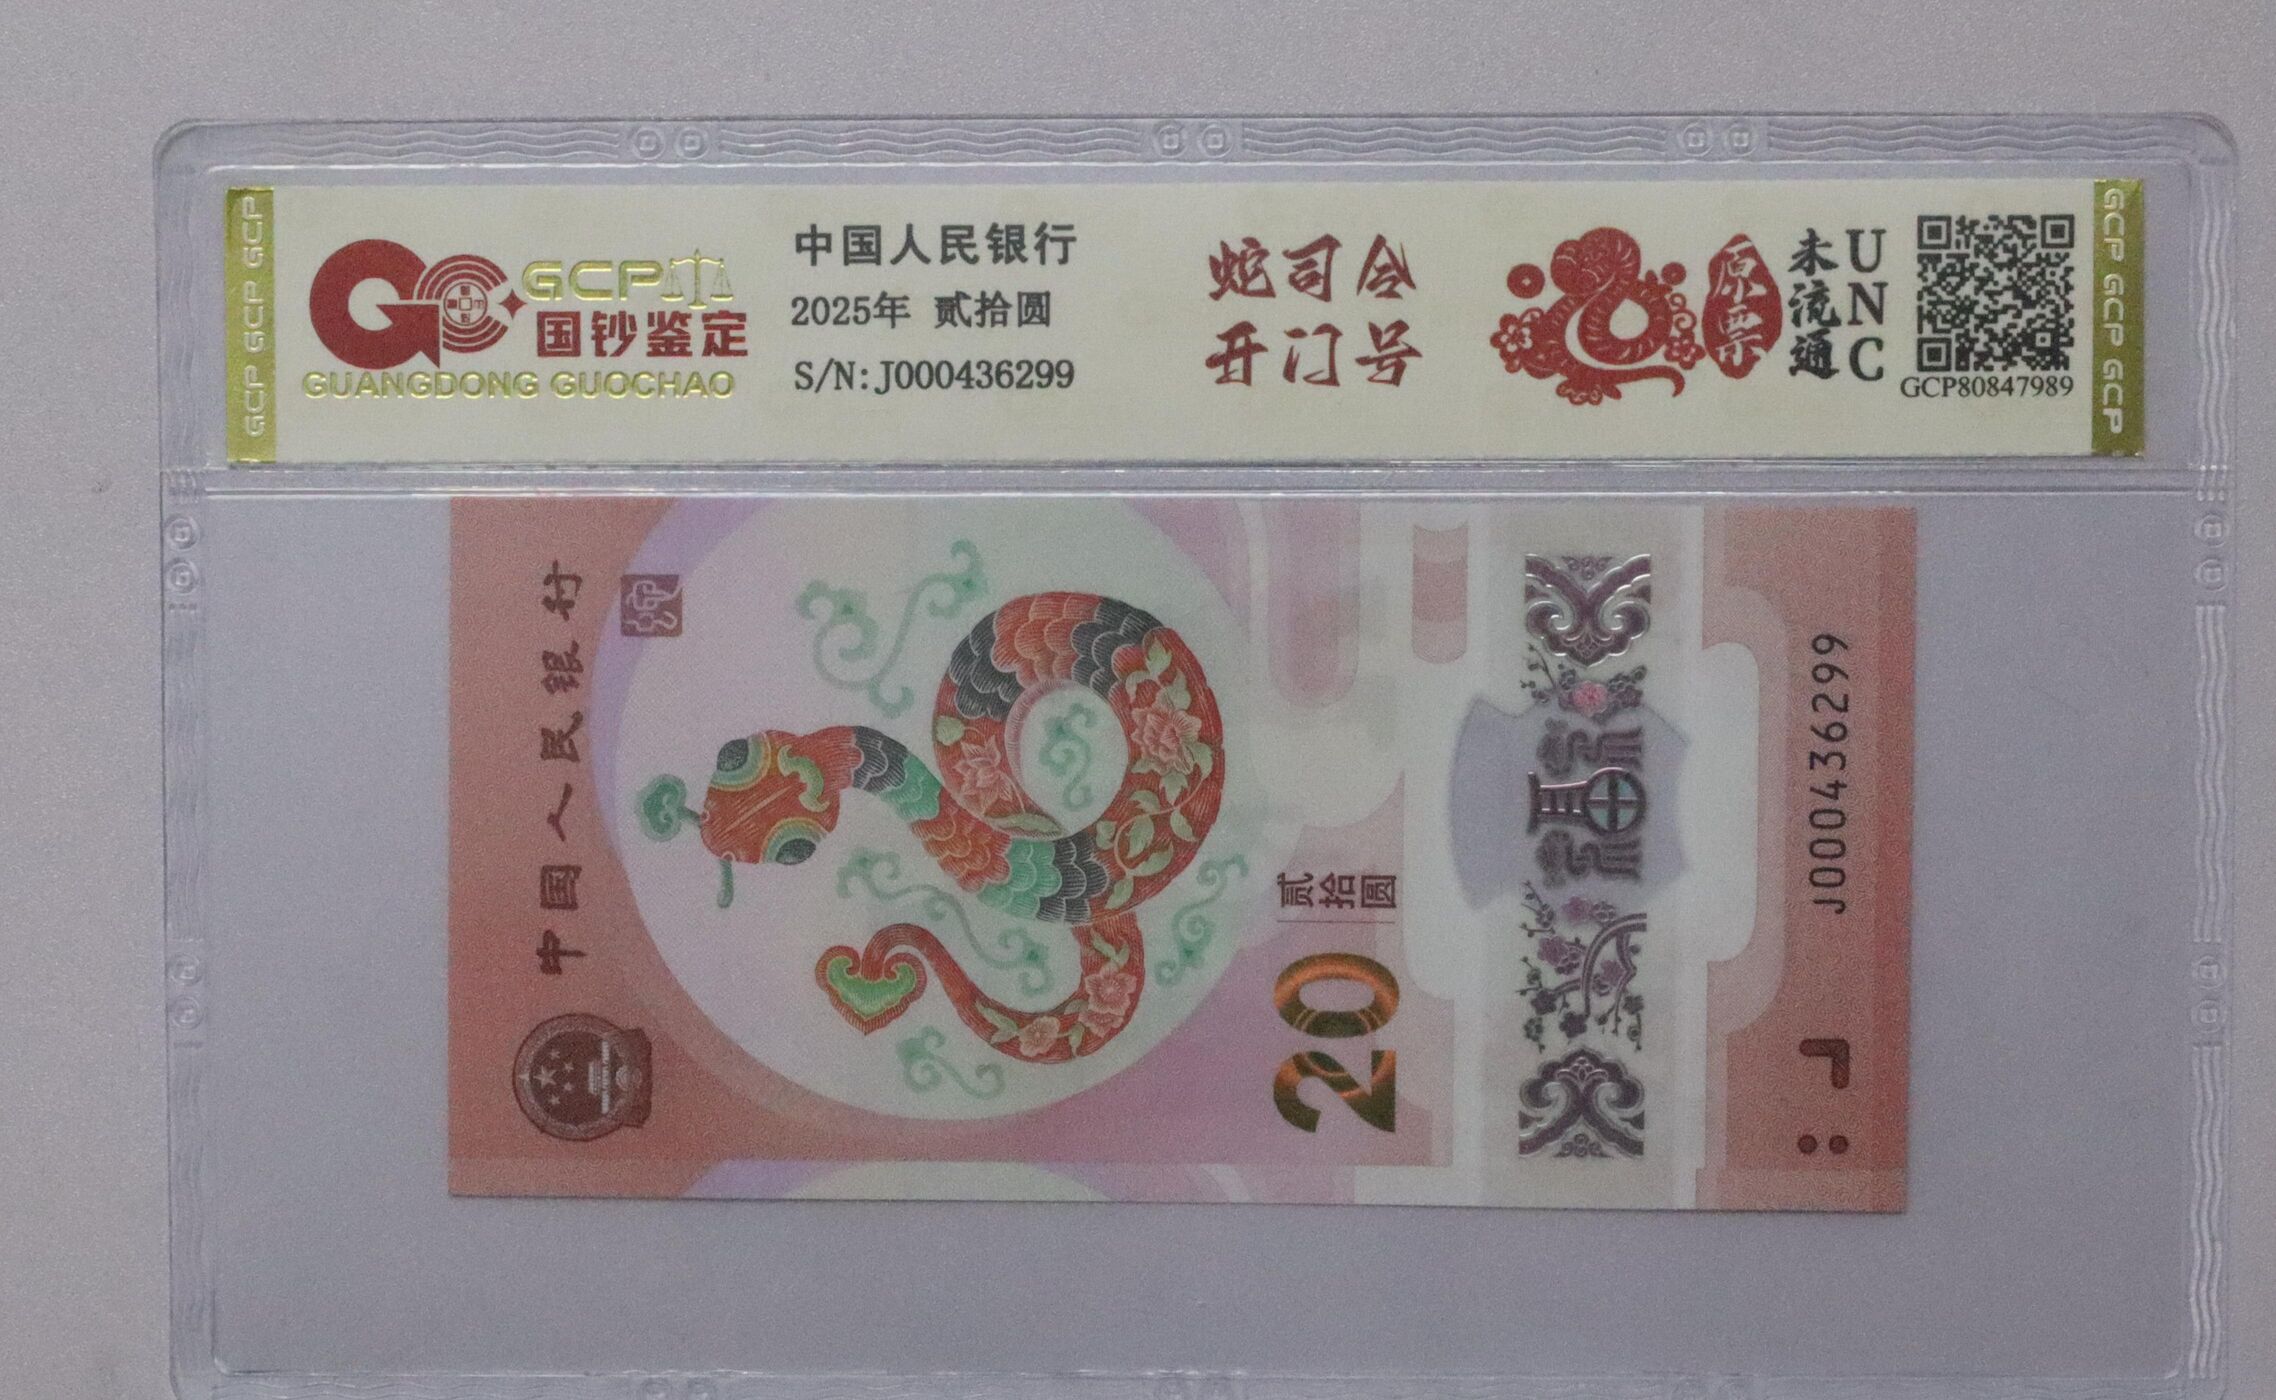 GCP GCP GCP
GCP
国钞鉴定
GUANGDONG GUOCHAO
中国人民银行
2025年 贰拾圆
S/N:J000436299
蛇司令
开门号
原票
未流通
UNC
GCP80847989
GCP GCP GCP
中国人民银行
贰拾圆
20
J000436299